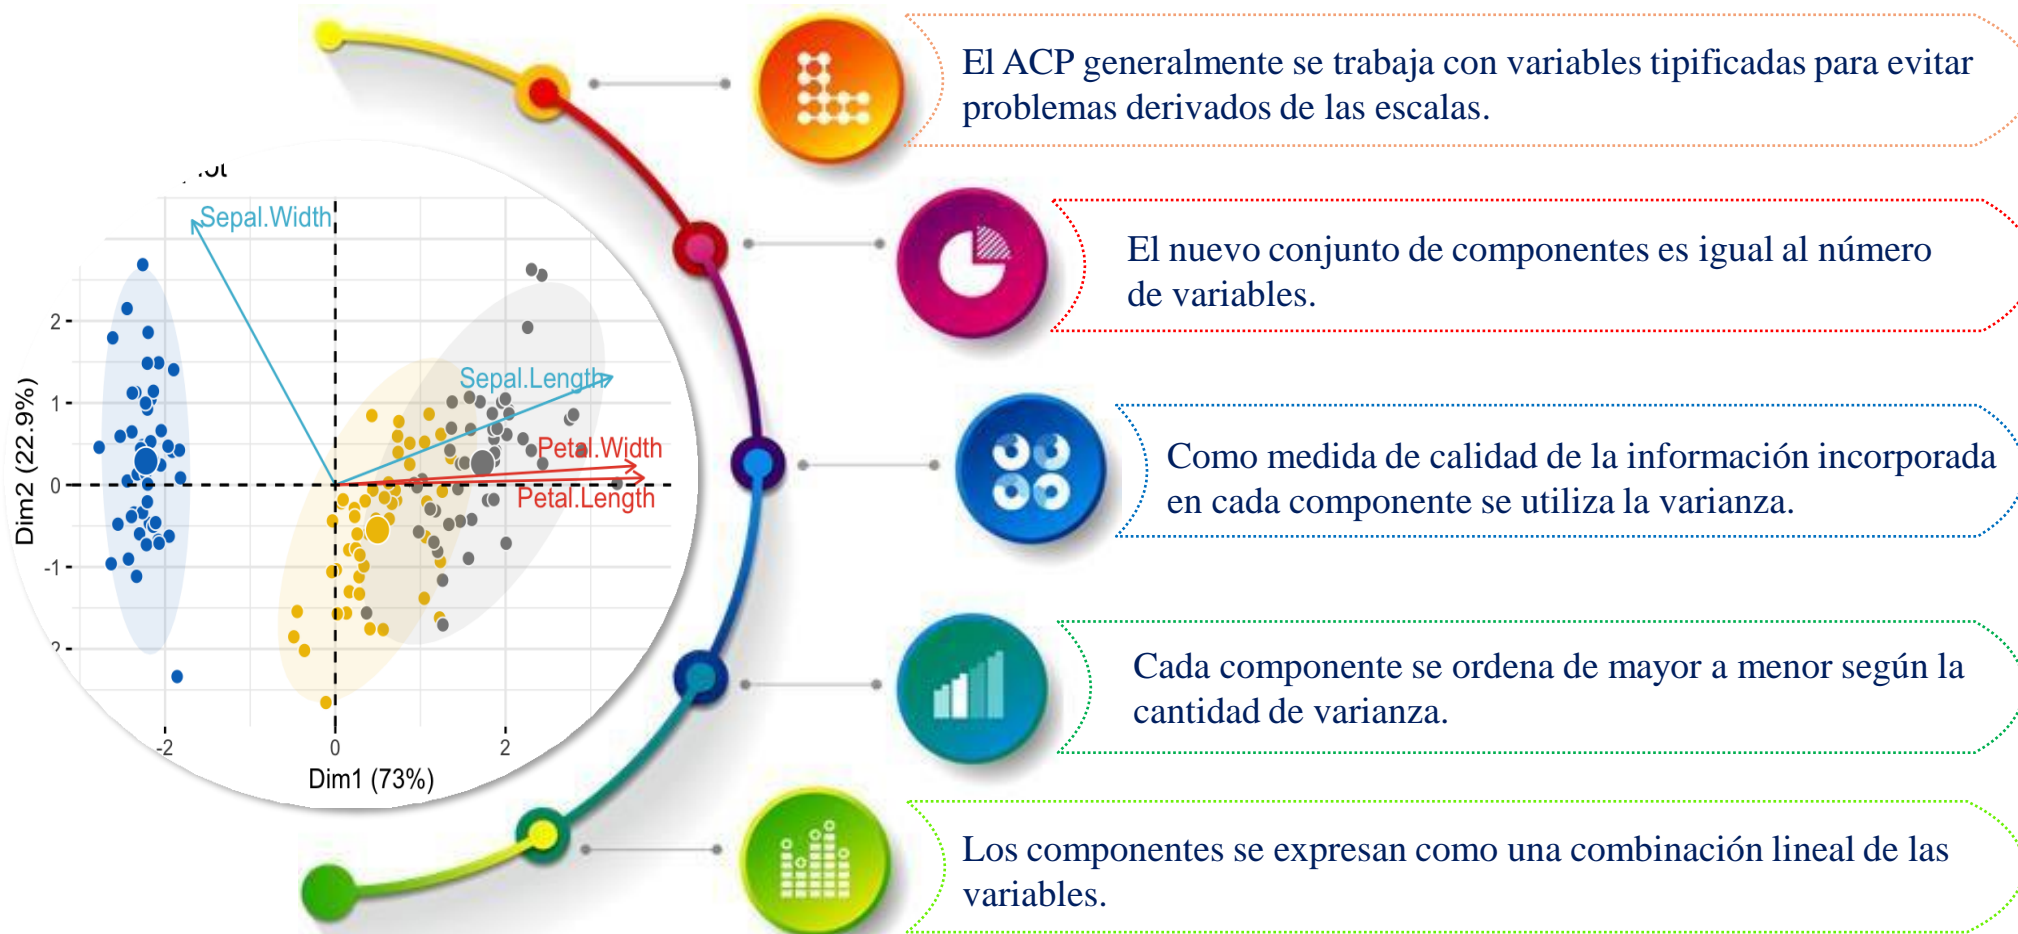 El ACP generalmente se trabaja con variables tipificadas para evitar
problemas derivados de las escalas.
El nuevo conjunto de componentes es igual al número
de variables.
Como medida de calidad de la información incorporada
en cada componente se utiliza la varianza.
Cada componente se ordena de mayor a menor según la
cantidad de varianza.
Los componentes se expresan como una combinación lineal de las
variables.
Sepal.Width
Sepal.Length
Petal.Width
Petal.Length
Dim2 (22.9%)
2
1
0
-1
-2
0
2
Dim1 (73%)